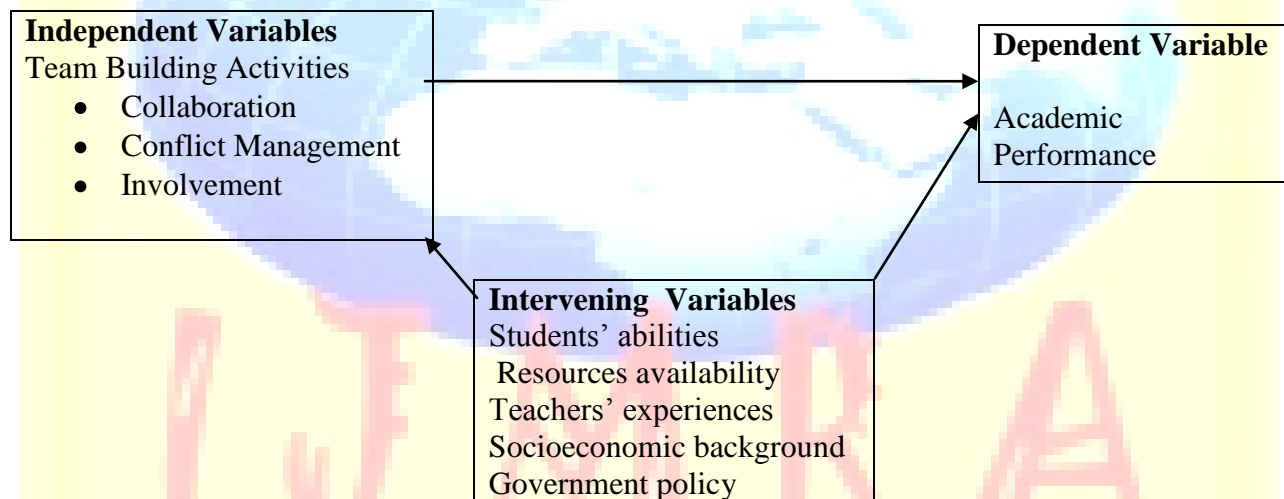 Independent Variables
Team Building Activities
• Collaboration
• Conflict Management
• Involvement
Dependent Variable
Academic
Performance
Intervening Variables
Students’ abilities
Resources availability
Teachers’ experiences
Socioeconomic background
Government policy
IJMRA